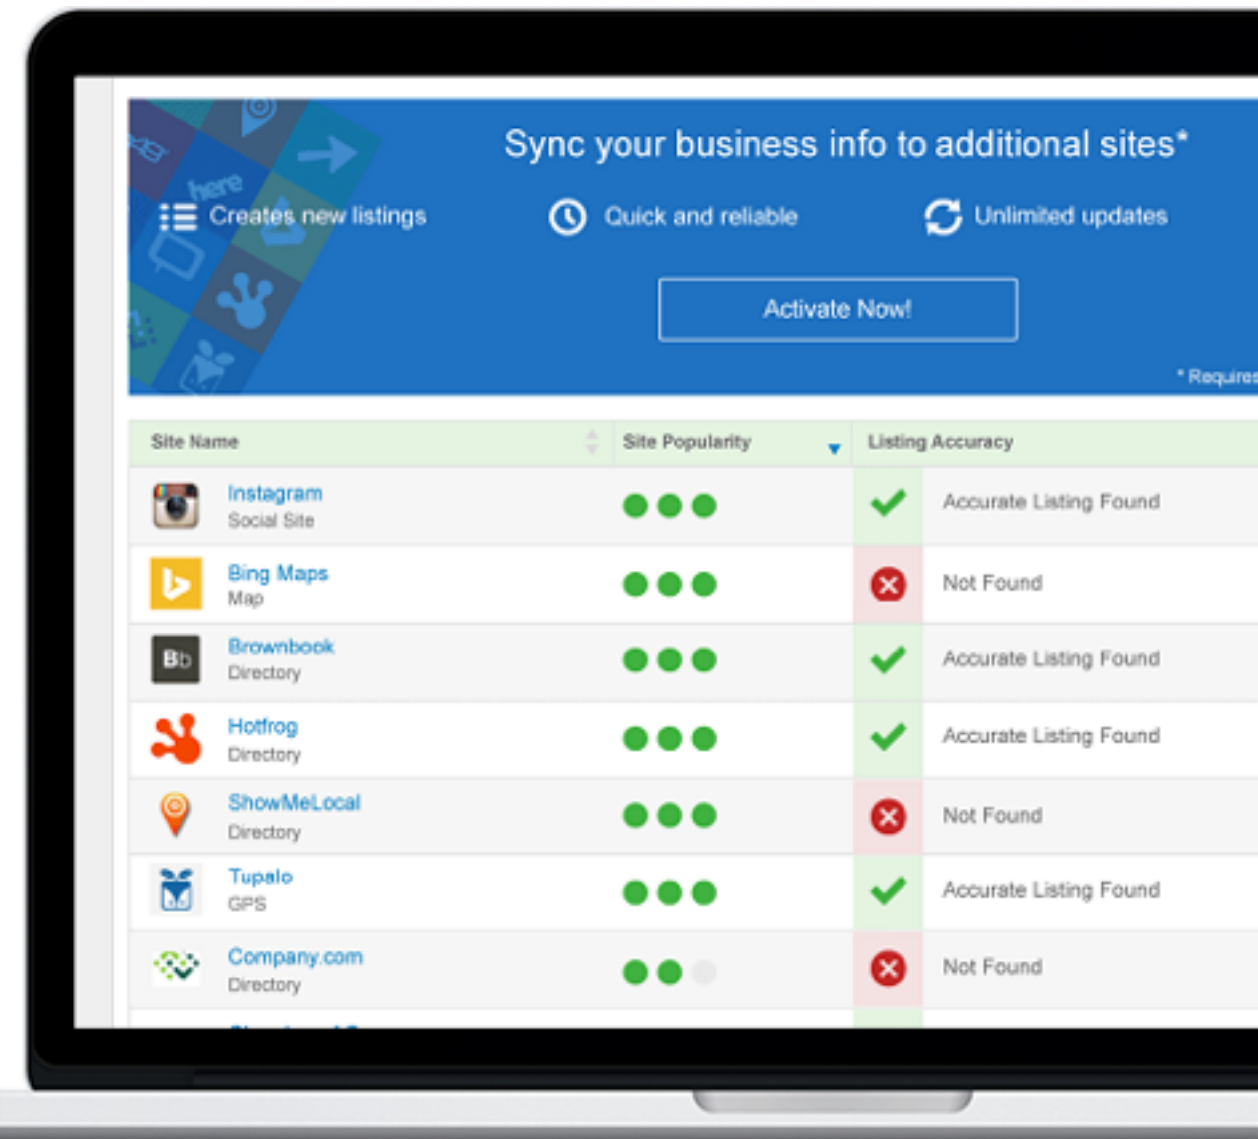 Sync your business info to additional sites*
here
Creates new listings
Quick and reliable
Unlimited updates
Activate Now!
* Requires
Site Name
Site Popularity
Listing Accuracy
Instagram
Social Site
Accurate Listing Found
Bing Maps
Map
Not Found
Bb
Brownbook
Directory
Accurate Listing Found
Hotfrog
Directory
Accurate Listing Found
ShowMeLocal
Directory
Not Found
Tupalo
GPS
Accurate Listing Found
Company.com
Directory
Not Found